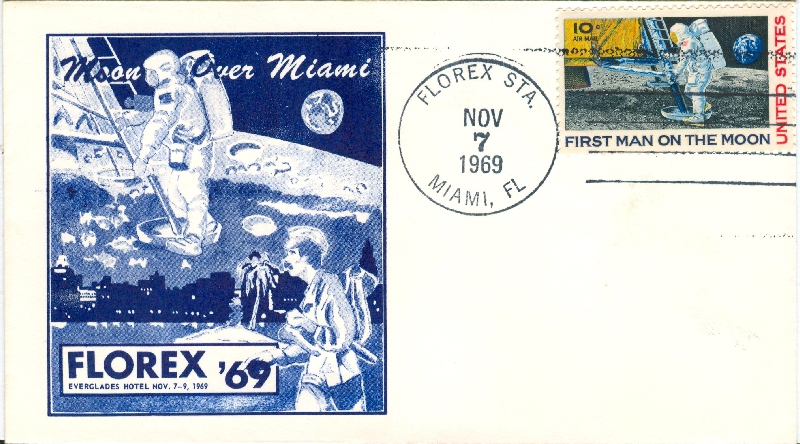 Moon Over Miami
FLOREX '69
EVERGLADES HOTEL NOV. 7-9, 1969
FLOREX STA.
NOV
7
1969
MIAMI, FL
10c
AIR MAIL
UNITED STATES
FIRST MAN ON THE MOON